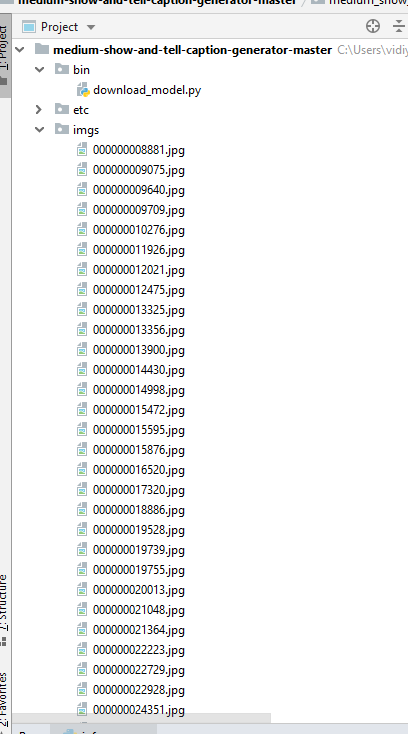 medium-show-and-tell-caption-generator-master
Project
1: Project
medium-show-and-tell-caption-generator-master C:\Users\vidiy
bin
download_model.py
etc
imgs
000000008881.jpg
000000009075.jpg
000000009640.jpg
000000009709.jpg
000000010276.jpg
000000011926.jpg
000000012021.jpg
000000012475.jpg
000000013325.jpg
000000013356.jpg
000000013900.jpg
000000014430.jpg
000000014998.jpg
000000015472.jpg
000000015595.jpg
000000015876.jpg
000000016520.jpg
000000017320.jpg
000000018886.jpg
000000019528.jpg
000000019739.jpg
000000019755.jpg
000000020013.jpg
000000021048.jpg
000000021364.jpg
000000022223.jpg
000000022729.jpg
000000022928.jpg
000000024351.jpg
7: Structure
2: Favorites